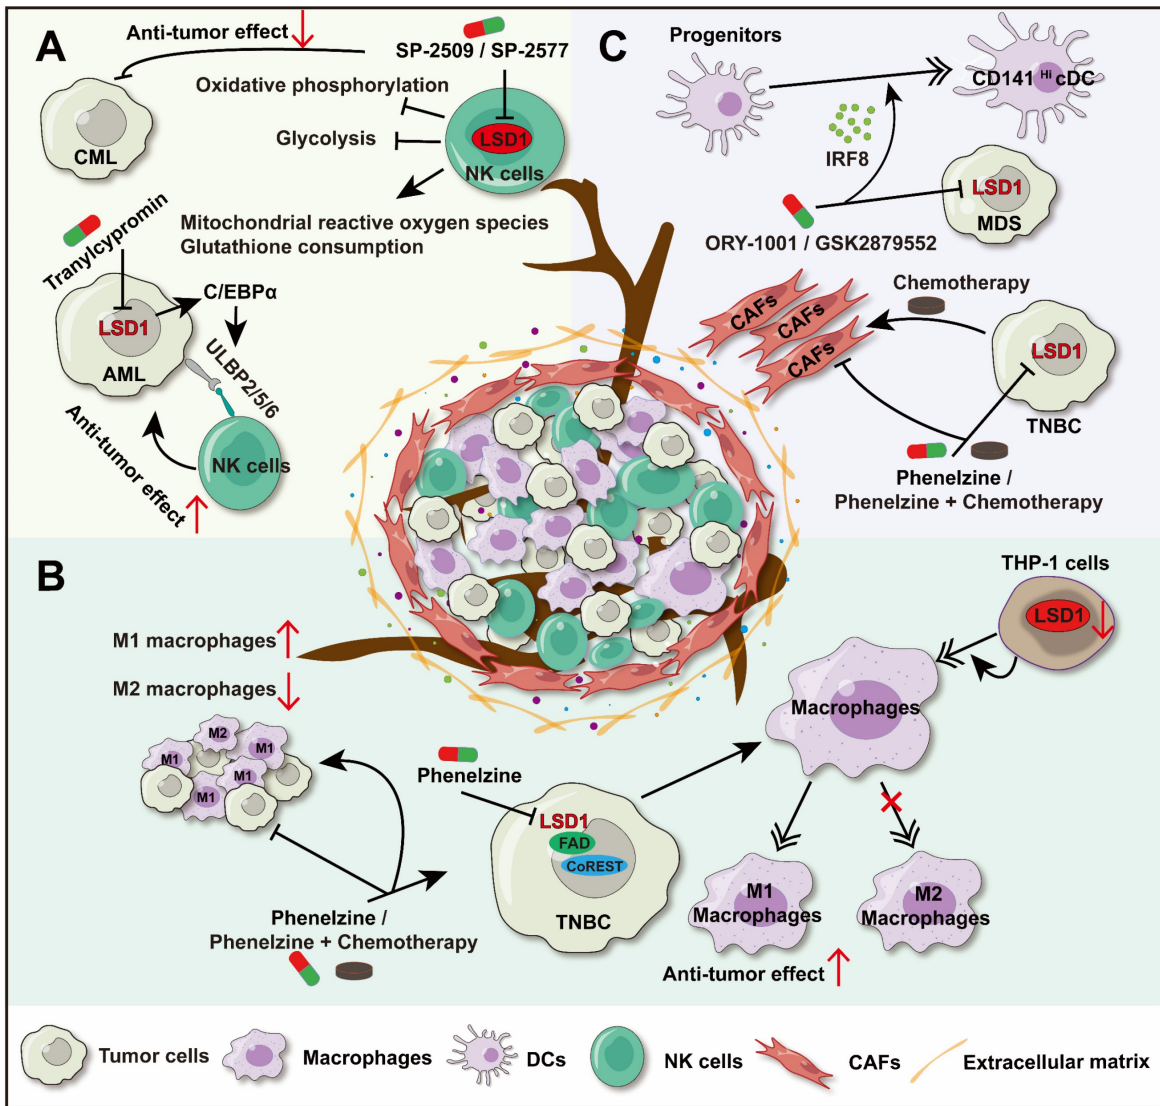 A
Anti-tumor effect
SP-2509 / SP-2577
Oxidative phosphorylation
Glycolysis
LSD1
NK cells
CML
Mitochondrial reactive oxygen species
Glutathione consumption
Tranylcypromin
C/EBPα
LSD1
AML
ULBP2/5/6
NK cells
Anti-tumor effect
C
Progenitors
CD141 Hi cDC
IRF8
LSD1
MDS
ORY-1001 / GSK2879552
Chemotherapy
CAFs
CAFs
CAFs
LSD1
TNBC
Phenelzine /
Phenelzine + Chemotherapy
B
M1 macrophages
M2 macrophages
M2
M1
M1
M1
M1
Phenelzine
LSD1
FAD
CoREST
TNBC
Phenelzine /
Phenelzine + Chemotherapy
THP-1 cells
LSD1
Macrophages
M1
Macrophages
M2
Macrophages
Anti-tumor effect
Tumor cells
Macrophages
DCs
NK cells
CAFs
Extracellular matrix